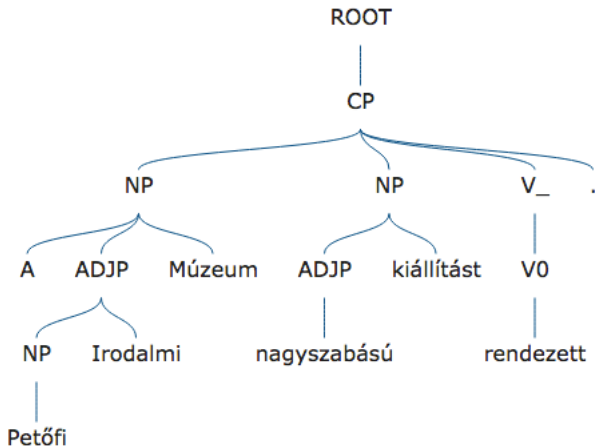 ROOT
CP
NP NP V_ .
A ADJP Múzeum ADJP kiállítást V0
NP Irodalmi nagyszabású rendezett
Petőfi